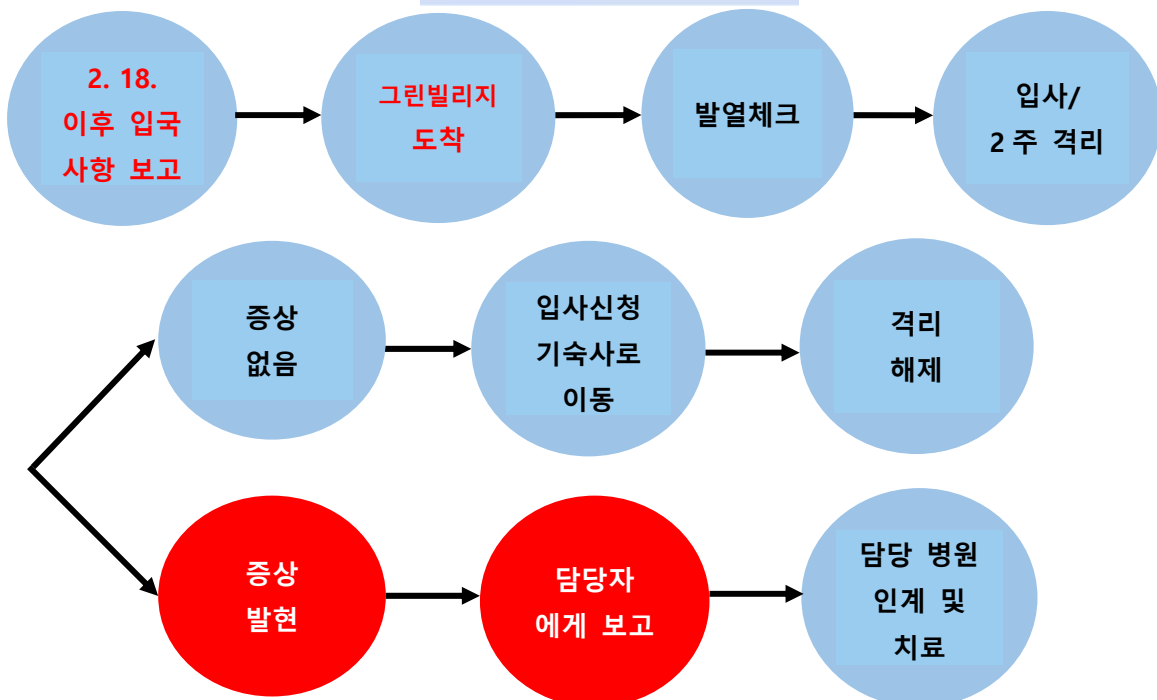 2. 18.
이후 입국
사항 보고
그린빌리지
도착
발열체크
입사/
2 주 격리
증상
없음
입사신청
기숙사로
이동
격리
해제
증상
발현
담당자
에게 보고
담당 병원
인계 및
치료